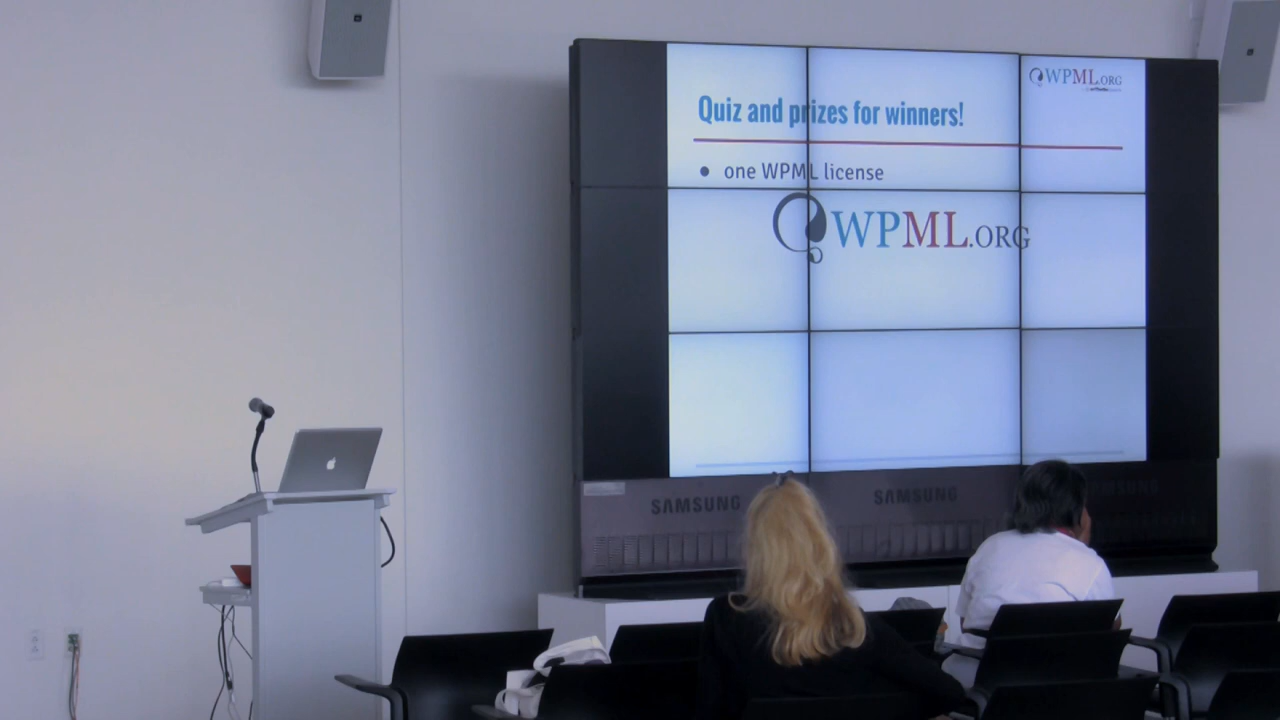 WPML.ORG
Quiz and prizes for winners!
• one WPML license
WPML.ORG
SAMSUNG
SAMSUNG
SAMSUNG